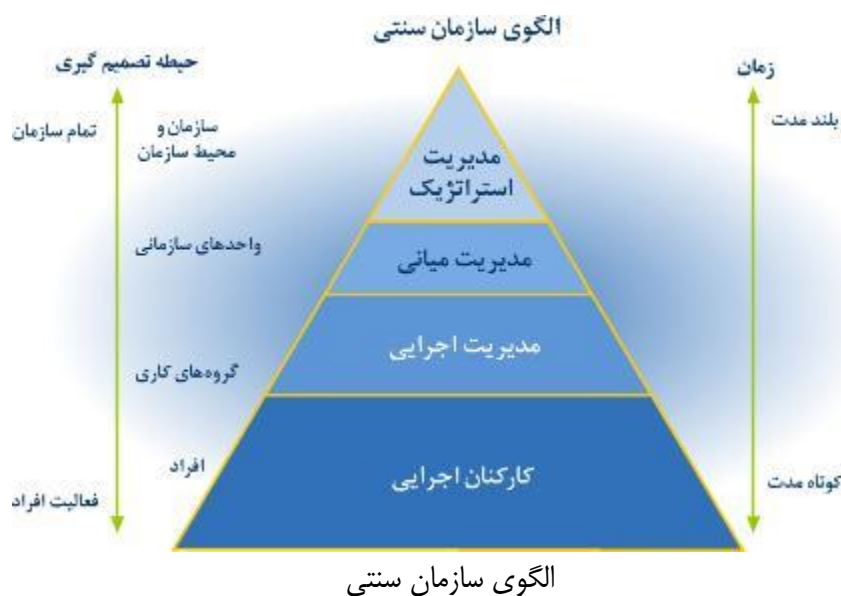 الگوی سازمان سنتی
زمان
حیطه تصمیم گیری
بلند مدت
سازمان و
محیط سازمان
تمام سازمان
مدیریت
استراتژیک
واحدهای سازمانی
مدیریت میانی
مدیریت اجرایی
گروه‌های کاری
افراد
کارکنان اجرایی
کوتاه مدت
فعالیت افراد
الگوی سازمان سنتی